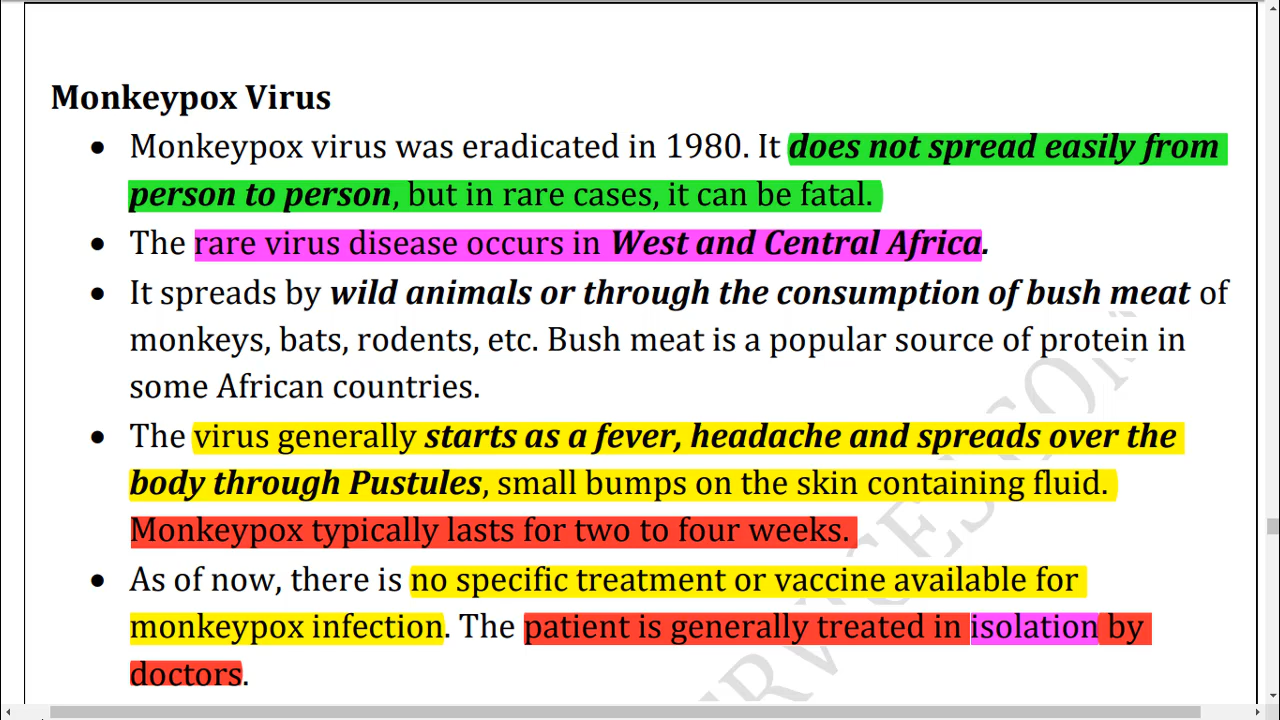 Monkeypox Virus
• Monkeypox virus was eradicated in 1980. It does not spread easily from
person to person, but in rare cases, it can be fatal.
• The rare virus disease occurs in West and Central Africa.
• It spreads by wild animals or through the consumption of bush meat of
monkeys, bats, rodents, etc. Bush meat is a popular source of protein in
some African countries.
• The virus generally starts as a fever, headache and spreads over the
body through Pustules, small bumps on the skin containing fluid.
Monkeypox typically lasts for two to four weeks.
• As of now, there is no specific treatment or vaccine available for
monkeypox infection. The patient is generally treated in isolation by
doctors.